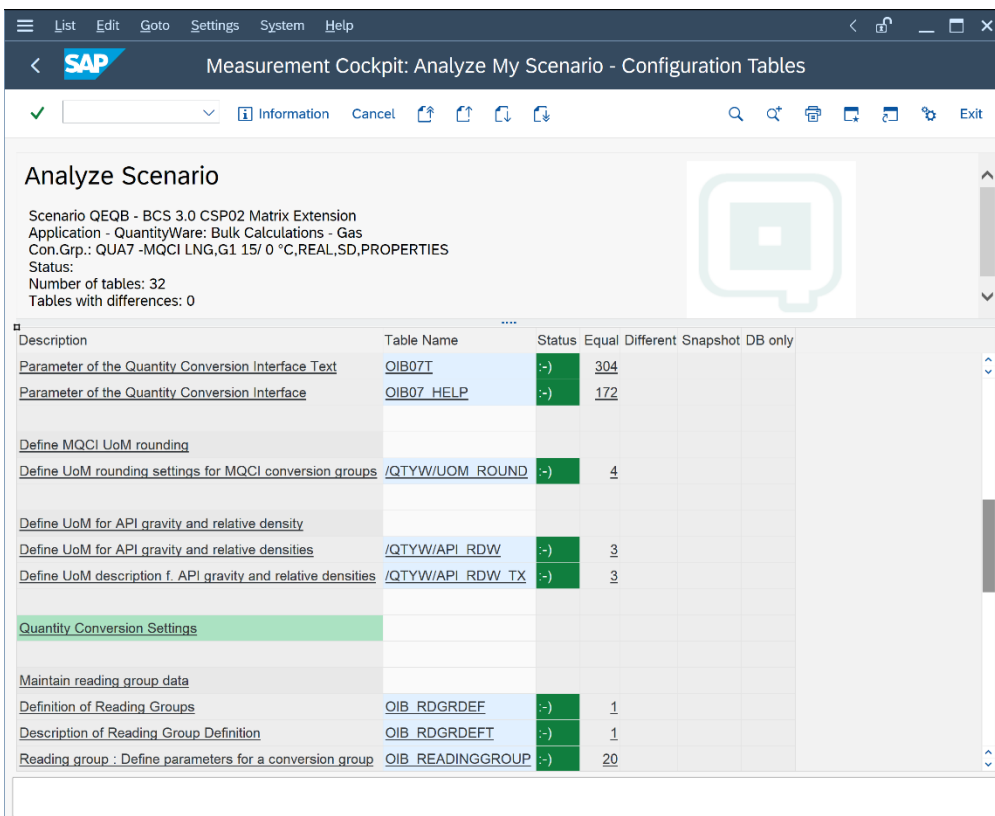 List Edit Goto Settings System Help
SAP Measurement Cockpit: Analyze My Scenario - Configuration Tables
Information Cancel Exit
Analyze Scenario
Scenario QEQB - BCS 3.0 CSP02 Matrix Extension
Application - QuantityWare: Bulk Calculations - Gas
Con.Grp.: QUA7 -MQCI LNG,G1 15/ 0 °C,REAL,SD,PROPERTIES
Status:
Number of tables: 32
Tables with differences: 0
Description Table Name Status Equal Different Snapshot DB only
Parameter of the Quantity Conversion Interface Text OIB07T :-) 304
Parameter of the Quantity Conversion Interface OIB07_HELP :-) 172
Define MQCI UoM rounding
Define UoM rounding settings for MQCI conversion groups /QTYW/UOM_ROUND :-) 4
Define UoM for API gravity and relative density
Define UoM for API gravity and relative densities /QTYW/API_RDW :-) 3
Define UoM description f. API gravity and relative densities /QTYW/API_RDW_TX :-) 3
Quantity Conversion Settings
Maintain reading group data
Definition of Reading Groups OIB_RDGRDEF :-) 1
Description of Reading Group Definition OIB_RDGRDEFT :-) 1
Reading group : Define parameters for a conversion group OIB_READINGGROUP :-) 20